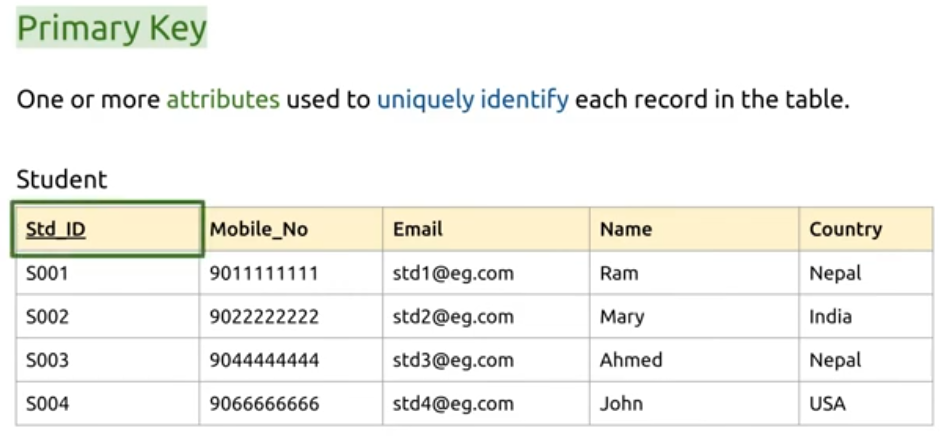 Primary Key
One or more attributes used to uniquely identify each record in the table.
Student
Std_ID Mobile_No Email Name Country
S001 9011111111 std1@eg.com Ram Nepal
S002 9022222222 std2@eg.com Mary India
S003 9044444444 std3@eg.com Ahmed Nepal
S004 9066666666 std4@eg.com John USA